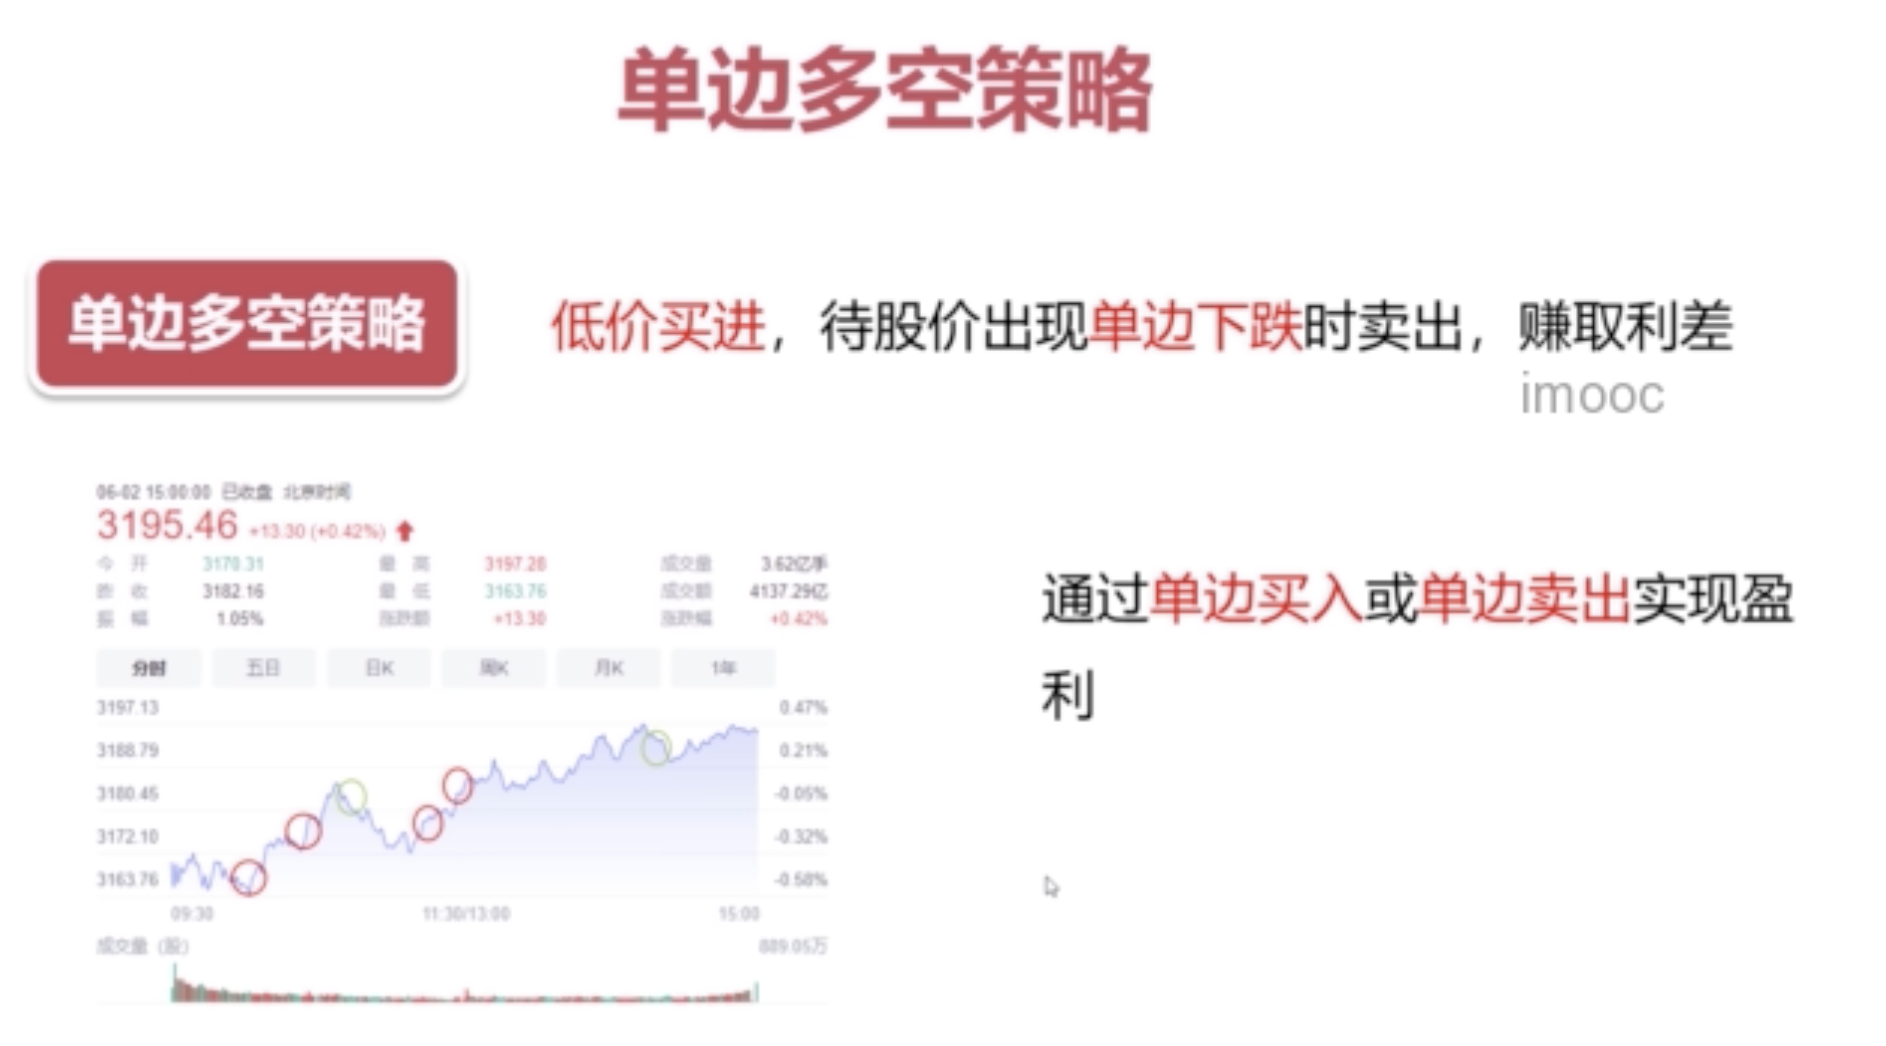 单边多空策略
单边多空策略
低价买进，待股价出现单边下跌时卖出，赚取利差
imooc
06-02 15:00:00 已收盘 北京时间
3195.46 +13.30 (+0.42%)
今 开 3170.31 最 高 3197.28 成交量 3.62亿手
昨 收 3182.16 最 低 3163.76 成交额 4137.29亿
振 幅 1.05% 涨跌额 +13.30 涨跌幅 +0.42%
分时 五日 日K 周K 月K 1年
3197.13 0.47%
3188.79 0.21%
3180.45 -0.05%
3172.10 -0.32%
3163.76 -0.58%
09:30 11:30/13:00 15:00
成交量 (股) 889.05万
通过单边买入或单边卖出实现盈
利